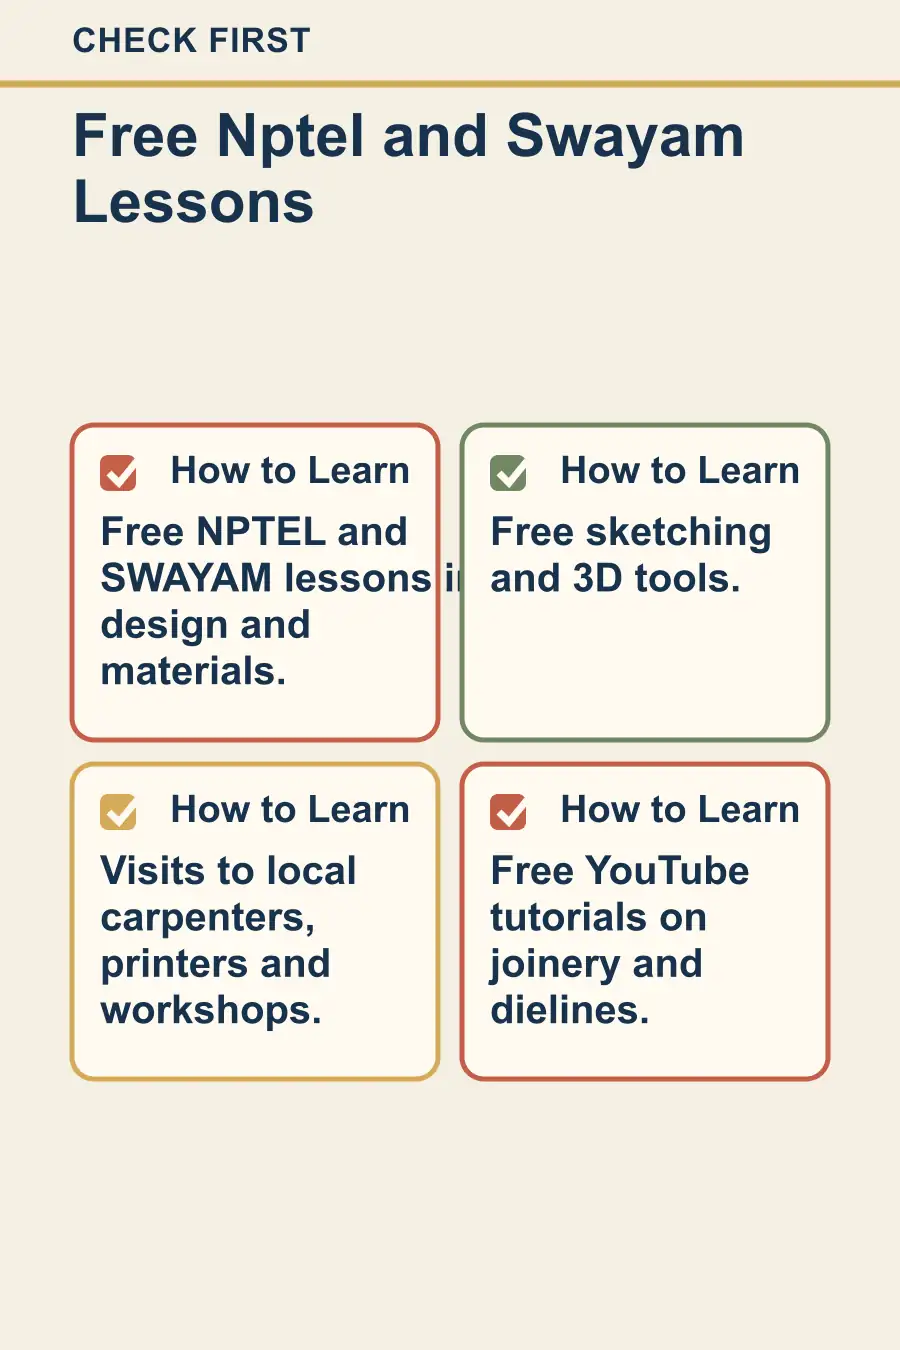 CHECK FIRST
Free Nptel and Swayam
Lessons
How to Learn
Free NPTEL and
SWAYAM lessons
design and
materials.
How to Learn
Free sketching
and 3D tools.
How to Learn
Visits to local
carpenters,
printers and
workshops.
How to Learn
Free YouTube
tutorials on
joinery and
dielines.